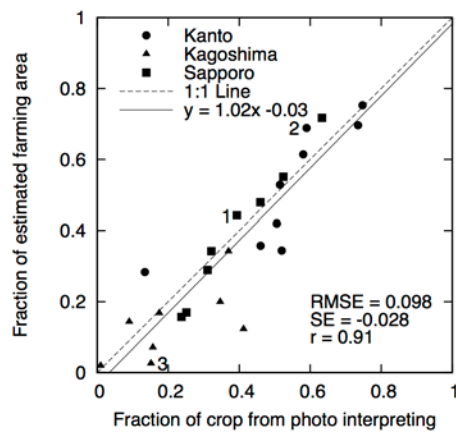 Kanto
Kagoshima
Sapporo
1:1 Line
y = 1.02x -0.03
1
0.8
0.6
0.4
0.2
0
Fraction of estimated farming area
2
1
3
RMSE = 0.098
SE = -0.028
r = 0.91
0 0.2 0.4 0.6 0.8 1
Fraction of crop from photo interpreting